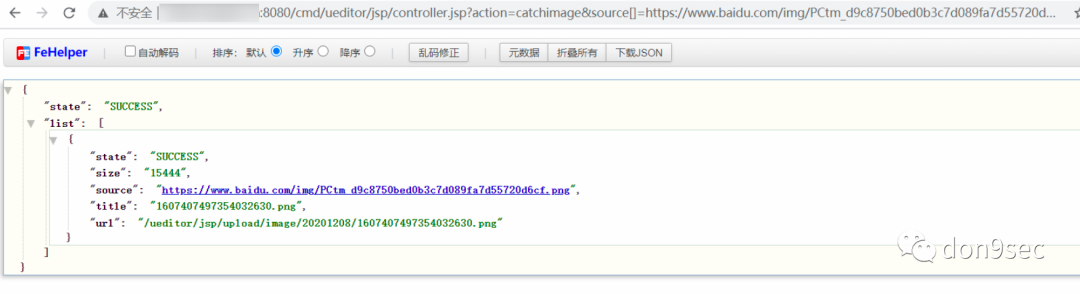 不安全 | :8080/cmd/ueditor/jsp/controller.jsp?action=catchimage&source[]=https://www.baidu.com/img/PCtm_d9c8750bed0b3c7d089fa7d55720d...
FeHelper 自动解码 排序: 默认 升序 降序 乱码修正 元数据 折叠所有 下载JSON
{
"state": "SUCCESS",
"list": [
{
"state": "SUCCESS",
"size": "15444",
"source": "https://www.baidu.com/img/PCtm_d9c8750bed0b3c7d089fa7d55720d6cf.png",
"title": "1607407497354032630.png",
"url": "/ueditor/jsp/upload/image/20201208/1607407497354032630.png"
}
]
}
don9sec